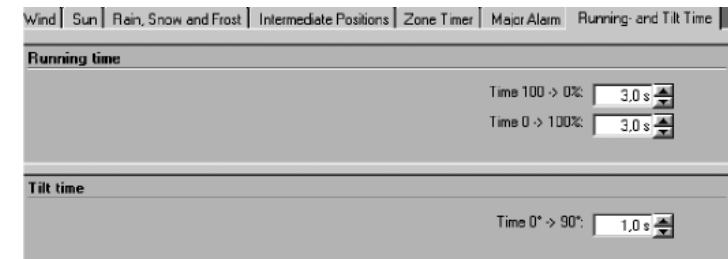 Wind Sun Rain, Snow and Frost Intermediate Positions Zone Timer Major Alarm Running- and Tilt Time
Running time
Time 100 -> 0%: 3,0 s
Time 0 -> 100%: 3,0 s
Tilt time
Time 0° -> 90°: 1,0 s